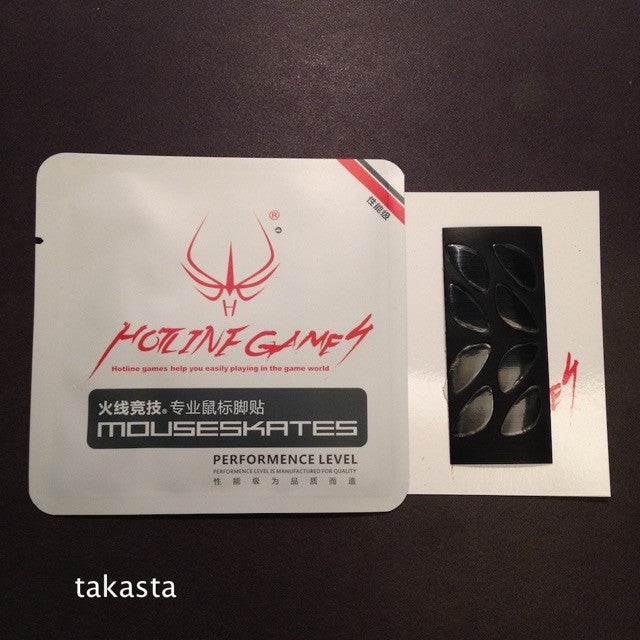 性能级
®
H
HOTLINE GAMES
Hotline games help you easily playing in the game world
火线竞技® 专业鼠标脚贴
MOUSESKATES
PERFORMENCE LEVEL
PERFORMENCE LEVEL IS MANUFACTURED FOR QUALITY
性能级为品质而造
ES
takasta